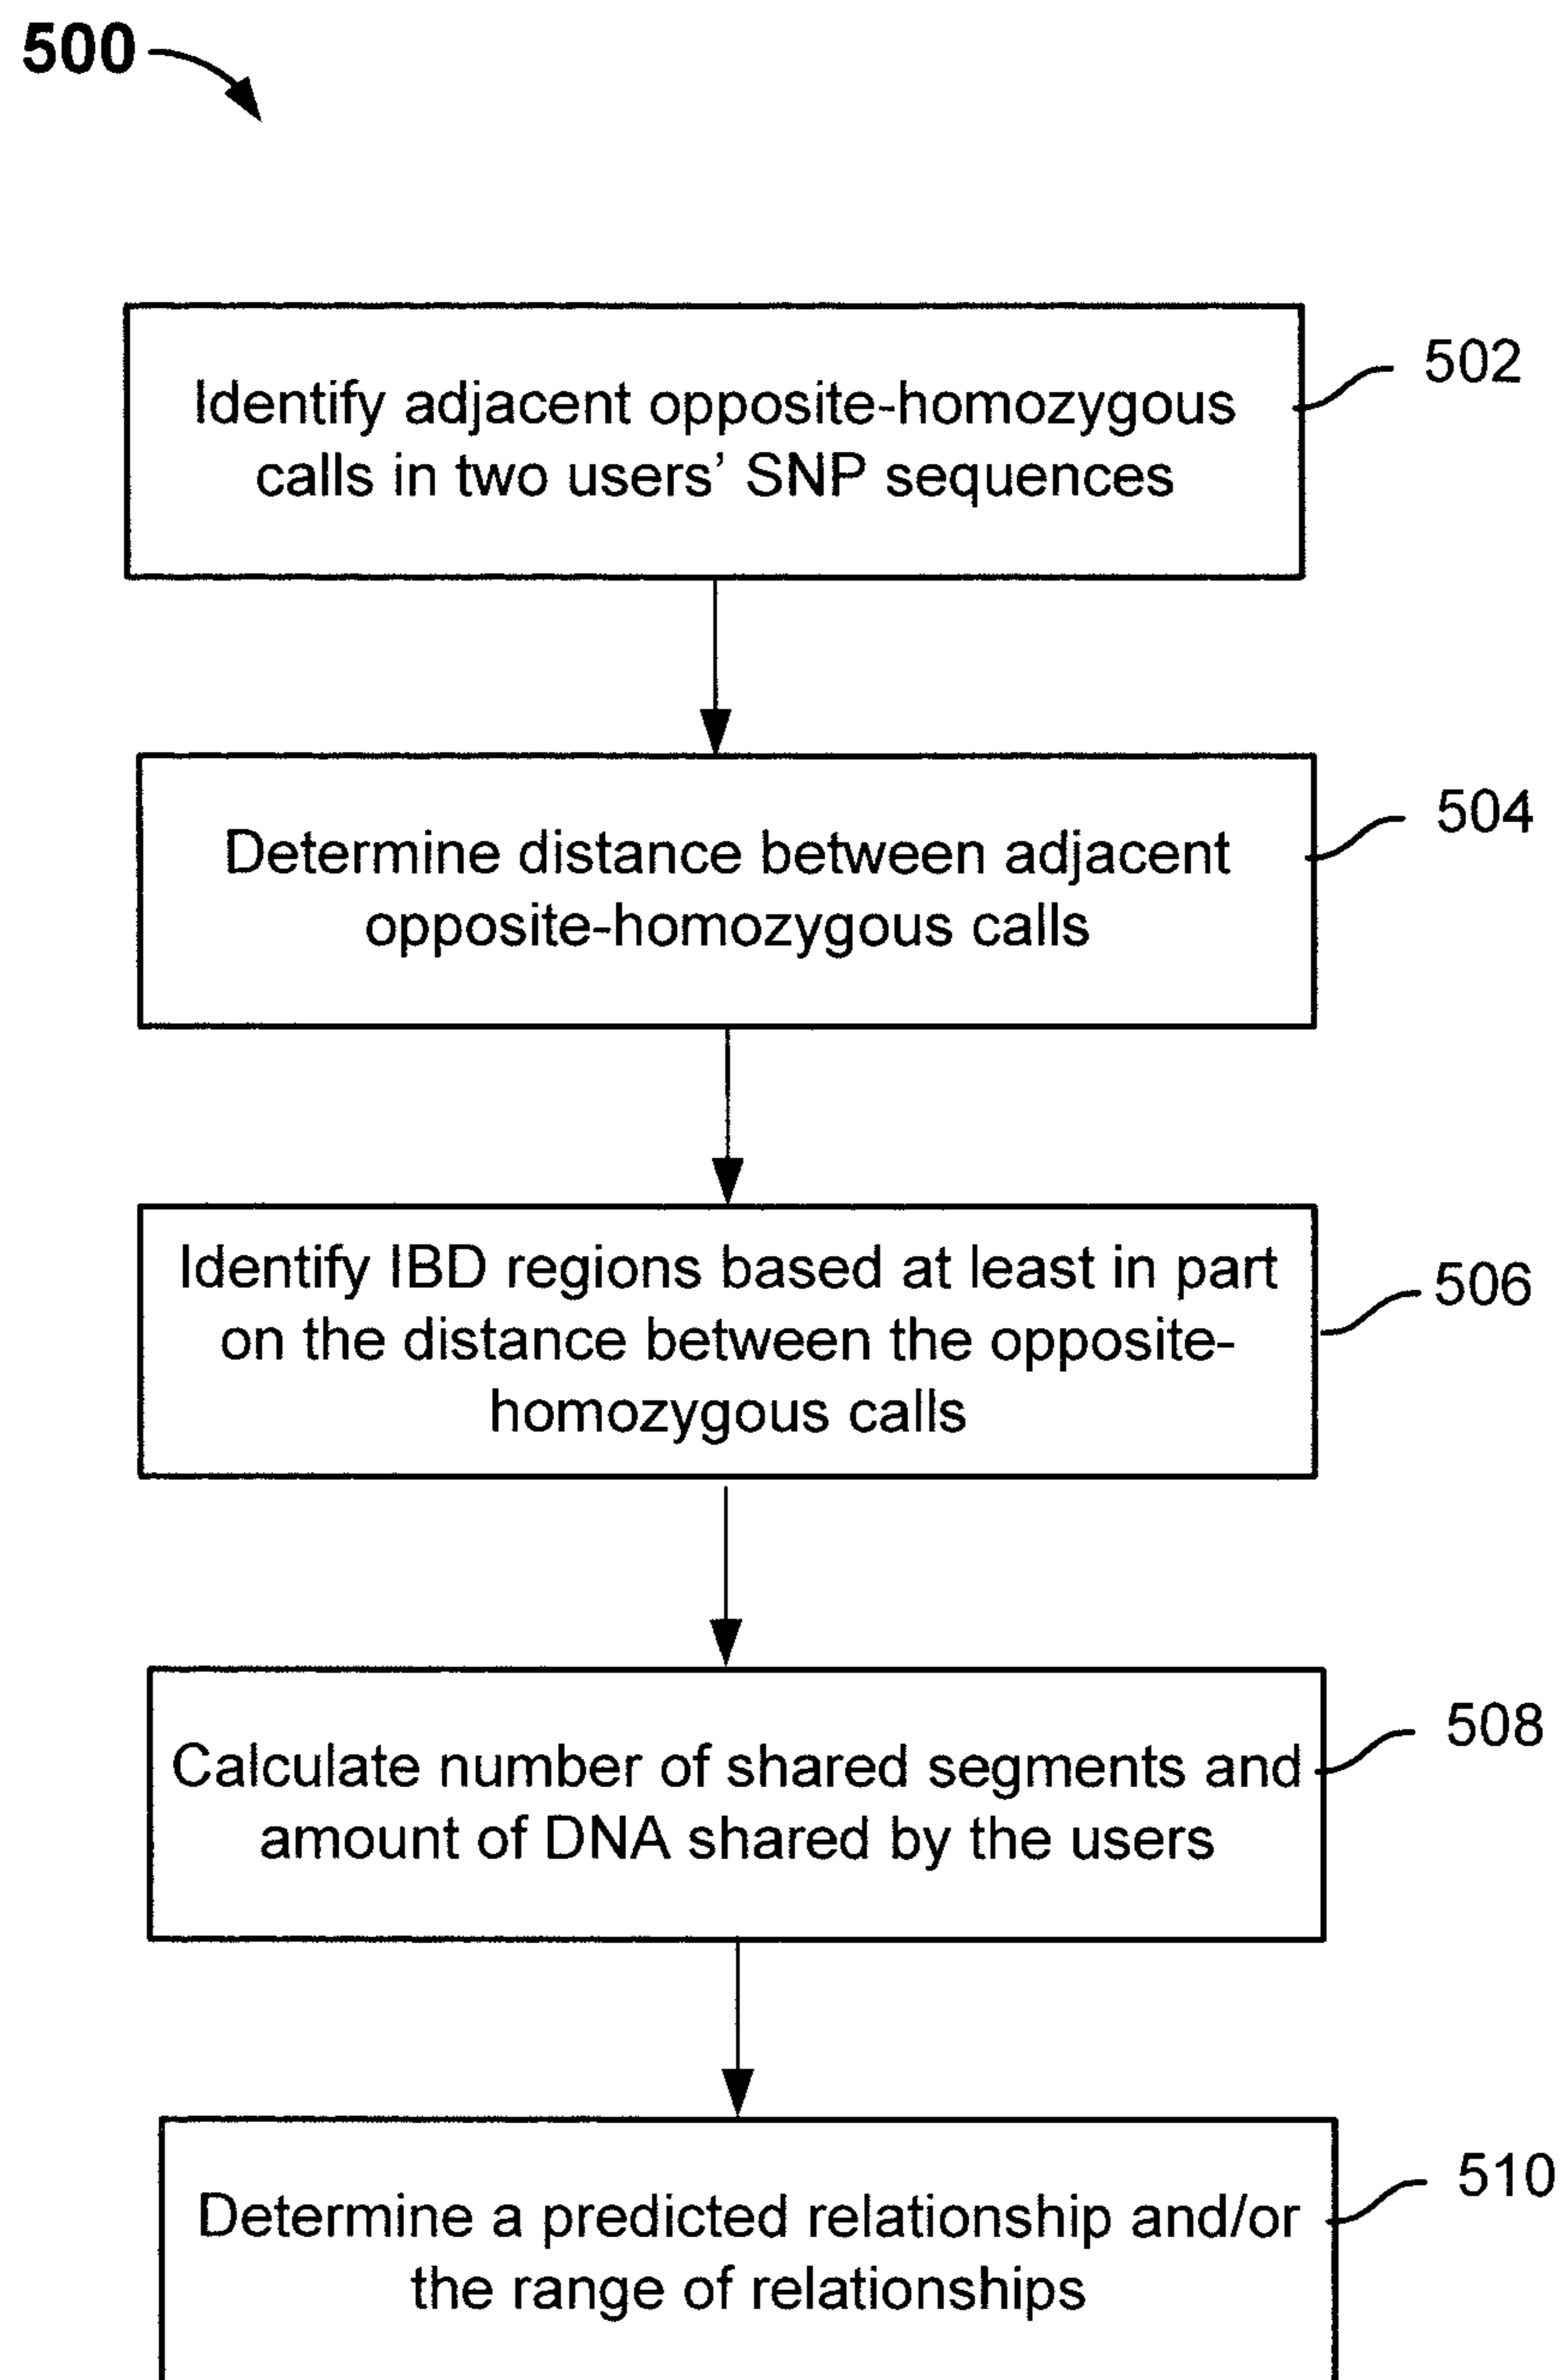 500
Identify adjacent opposite-homozygous
calls in two users’ SNP sequences
502
Determine distance between adjacent
opposite-homozygous calls
504
Identify IBD regions based at least in part
on the distance between the opposite-
homozygous calls
506
Calculate number of shared segments and
amount of DNA shared by the users
508
Determine a predicted relationship and/or
the range of relationships
510